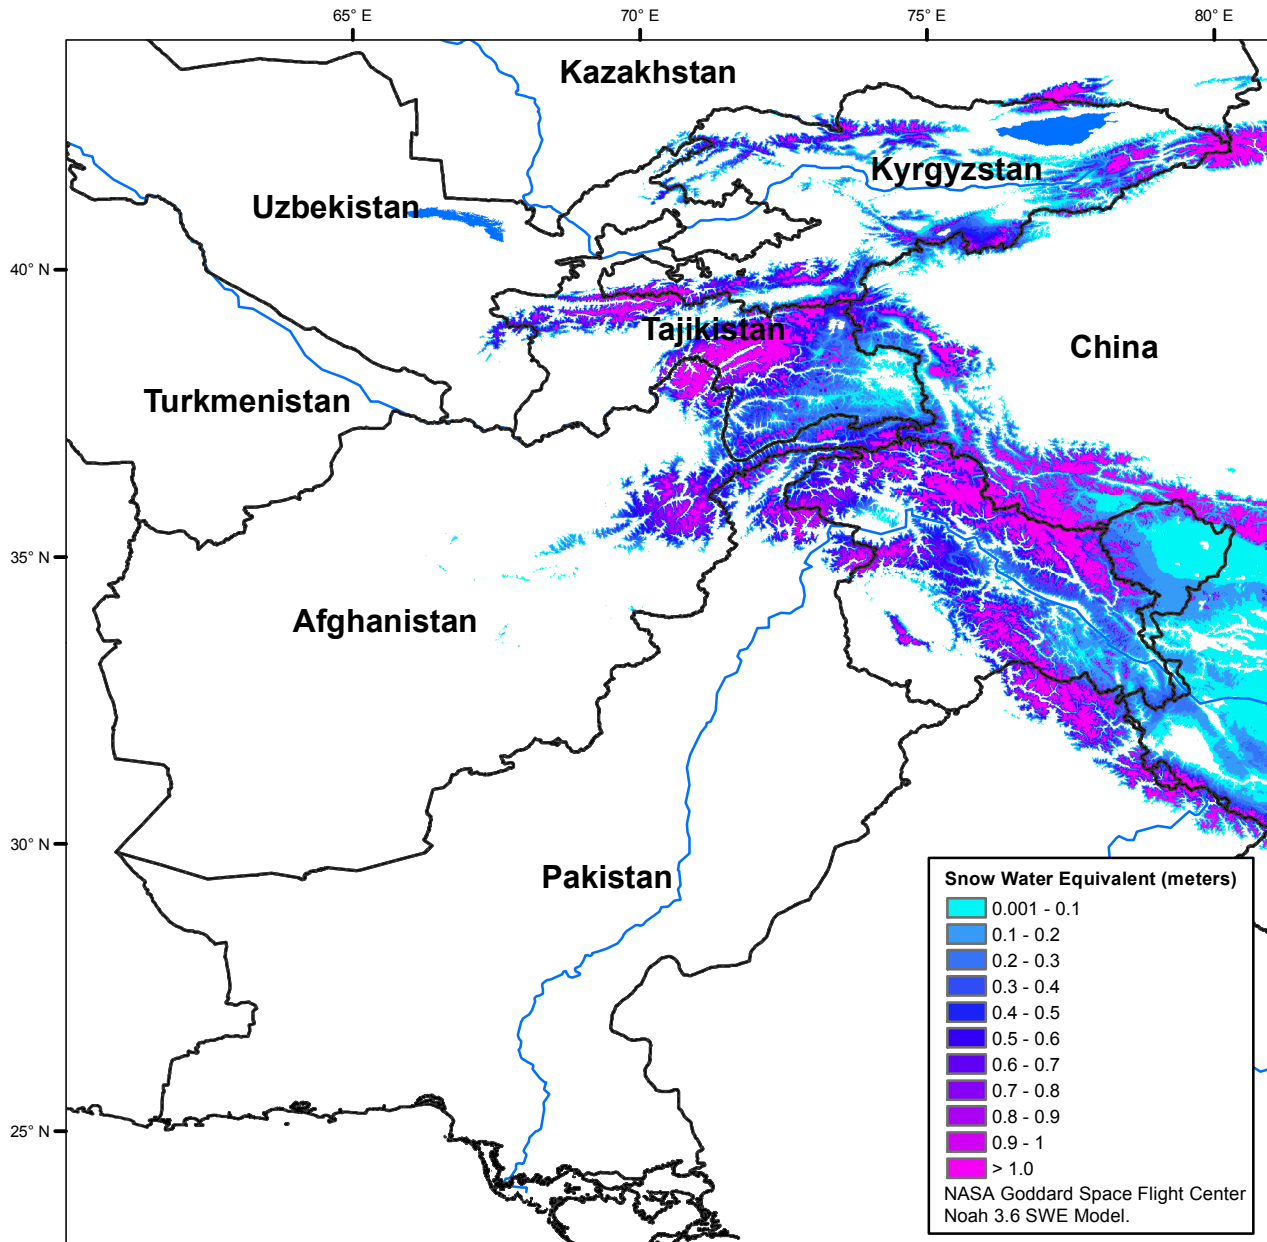 65° E
70° E
75° E
80° E
Kazakhstan
Kyrgyzstan
Uzbekistan
40° N
Tajikistan
China
Turkmenistan
35° N
Afghanistan
30° N
Pakistan
25° N
Snow Water Equivalent (meters)
0.001 - 0.1
0.1 - 0.2
0.2 - 0.3
0.3 - 0.4
0.4 - 0.5
0.5 - 0.6
0.6 - 0.7
0.7 - 0.8
0.8 - 0.9
0.9 - 1
> 1.0
NASA Goddard Space Flight Center
Noah 3.6 SWE Model.